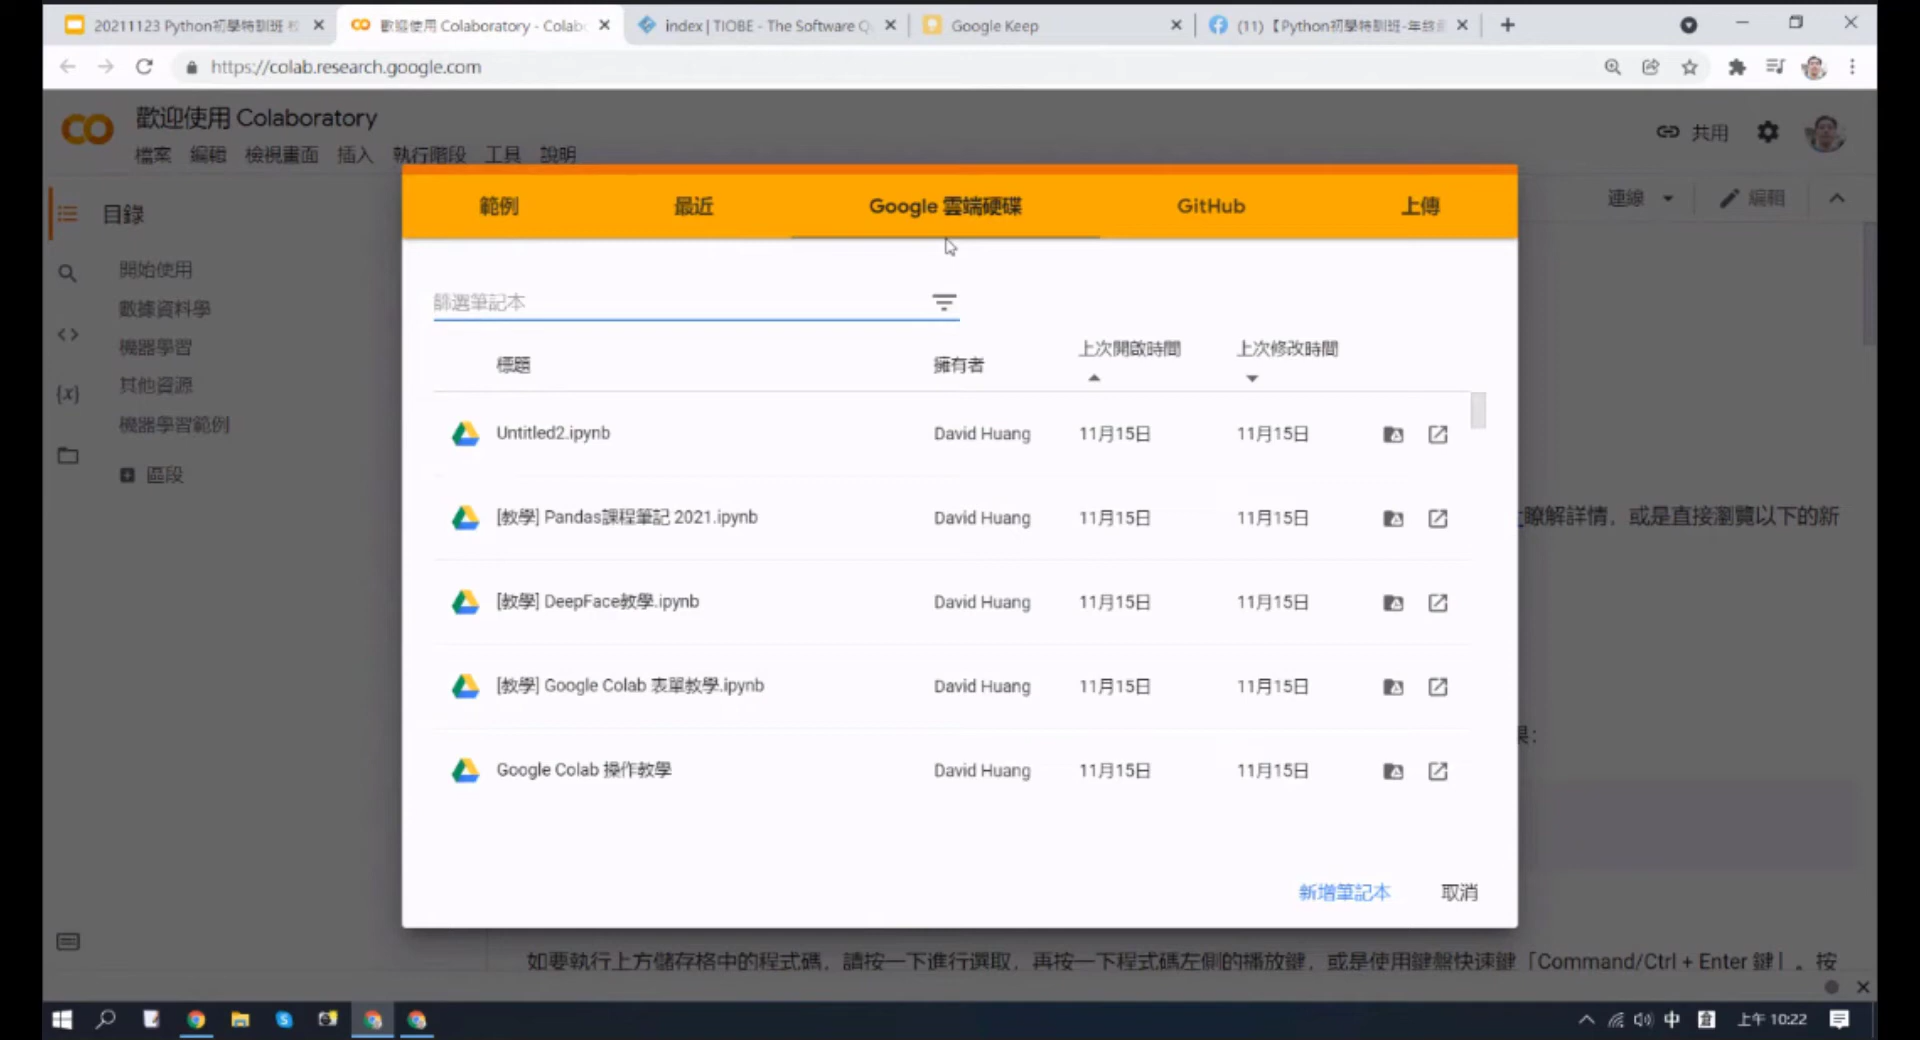 20211123 Python初學特訓班 校
歡迎使用 Colaboratory - Colab
index | TIOBE - The Software Q
Google Keep
(11)【Python初學特訓班-年終
https://colab.research.google.com
歡迎使用 Colaboratory
檔案 編輯 檢視畫面 插入 執行階段 工具 說明
共用
範例 最近 Google 雲端硬碟 GitHub 上傳
連線 編輯
目錄
開始使用
數據資料學
機器學習
其他資源
機器學習範例
區段
篩選筆記本
標題 擁有者 上次開啟時間 上次修改時間
Untitled2.ipynb David Huang 11月15日 11月15日
[教學] Pandas課程筆記 2021.ipynb David Huang 11月15日 11月15日
瞭解詳情，或是直接瀏覽以下的新
[教學] DeepFace教學.ipynb David Huang 11月15日 11月15日
[教學] Google Colab 表單教學.ipynb David Huang 11月15日 11月15日
果：
Google Colab 操作教學 David Huang 11月15日 11月15日
新增筆記本 取消
如要執行上方儲存格中的程式碼，請按一下進行選取，再按一下程式碼左側的播放鍵，或是使用鍵盤快速鍵「Command/Ctrl + Enter 鍵」。按
中 倉 上午 10:22